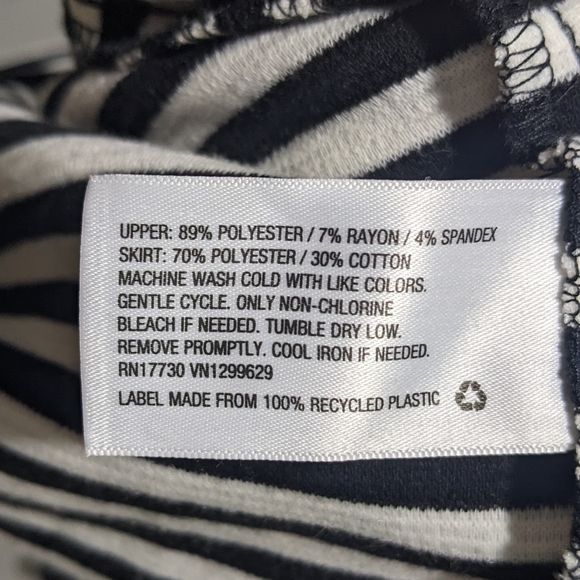 UPPER: 89% POLYESTER / 7% RAYON / 4% SPANDEX
SKIRT: 70% POLYESTER / 30% COTTON
MACHINE WASH COLD WITH LIKE COLORS.
GENTLE CYCLE. ONLY NON-CHLORINE
BLEACH IF NEEDED. TUMBLE DRY LOW.
REMOVE PROMPTLY. COOL IRON IF NEEDED.
RN17730 VN1299629
LABEL MADE FROM 100% RECYCLED PLASTIC